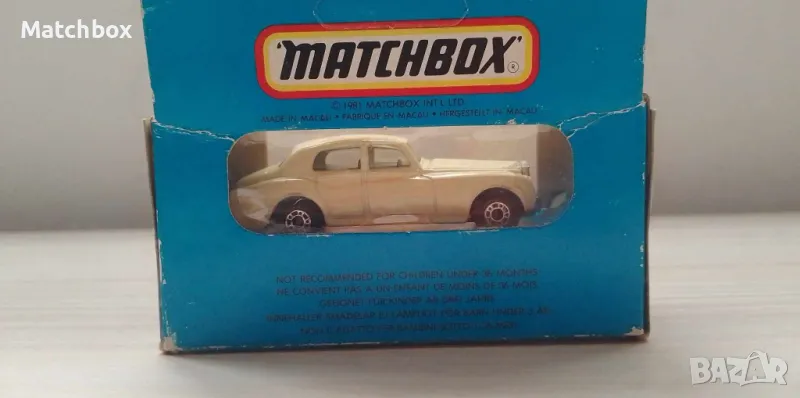 Matchbox
"MATCHBOX"
®
© 1981 MATCHBOX INT'L LTD.
MADE IN MACAU • FABRIQUE EN MACAU • HERGESTELLT IN MACAU
NOT RECOMMENDED FOR CHILDREN UNDER 36 MONTHS
NE CONVIENT PAS A UN ENFANT DE MOINS DE 36 MOIS
BAZAR